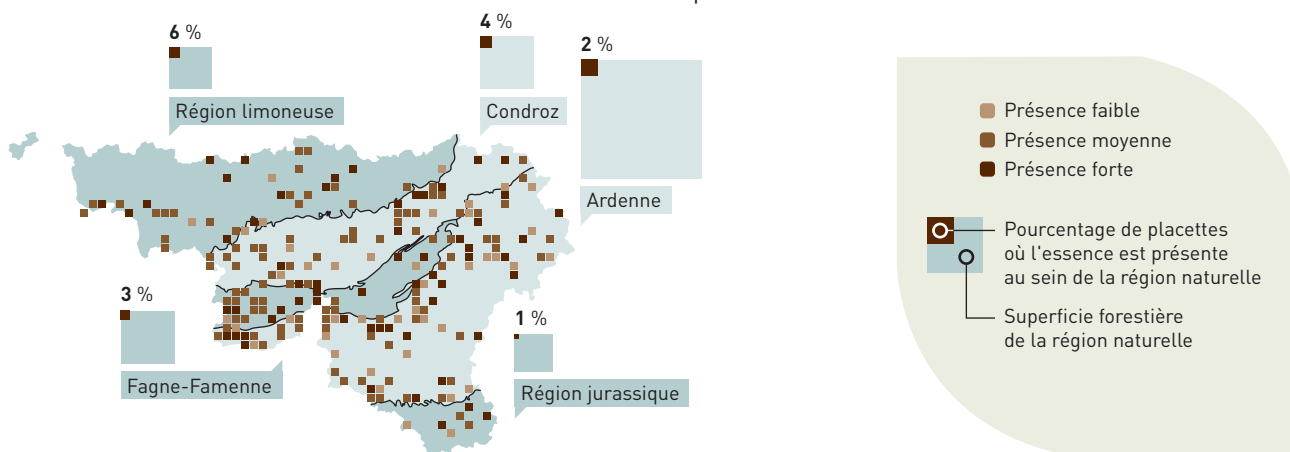 6 %
Région limoneuse
4 %
Condroz
2 %
Ardenne
3 %
Fagne-Famenne
1 %
Région jurassique
Présence faible
Présence moyenne
Présence forte
Pourcentage de placettes
où l'essence est présente
au sein de la région naturelle
Superficie forestière
de la région naturelle